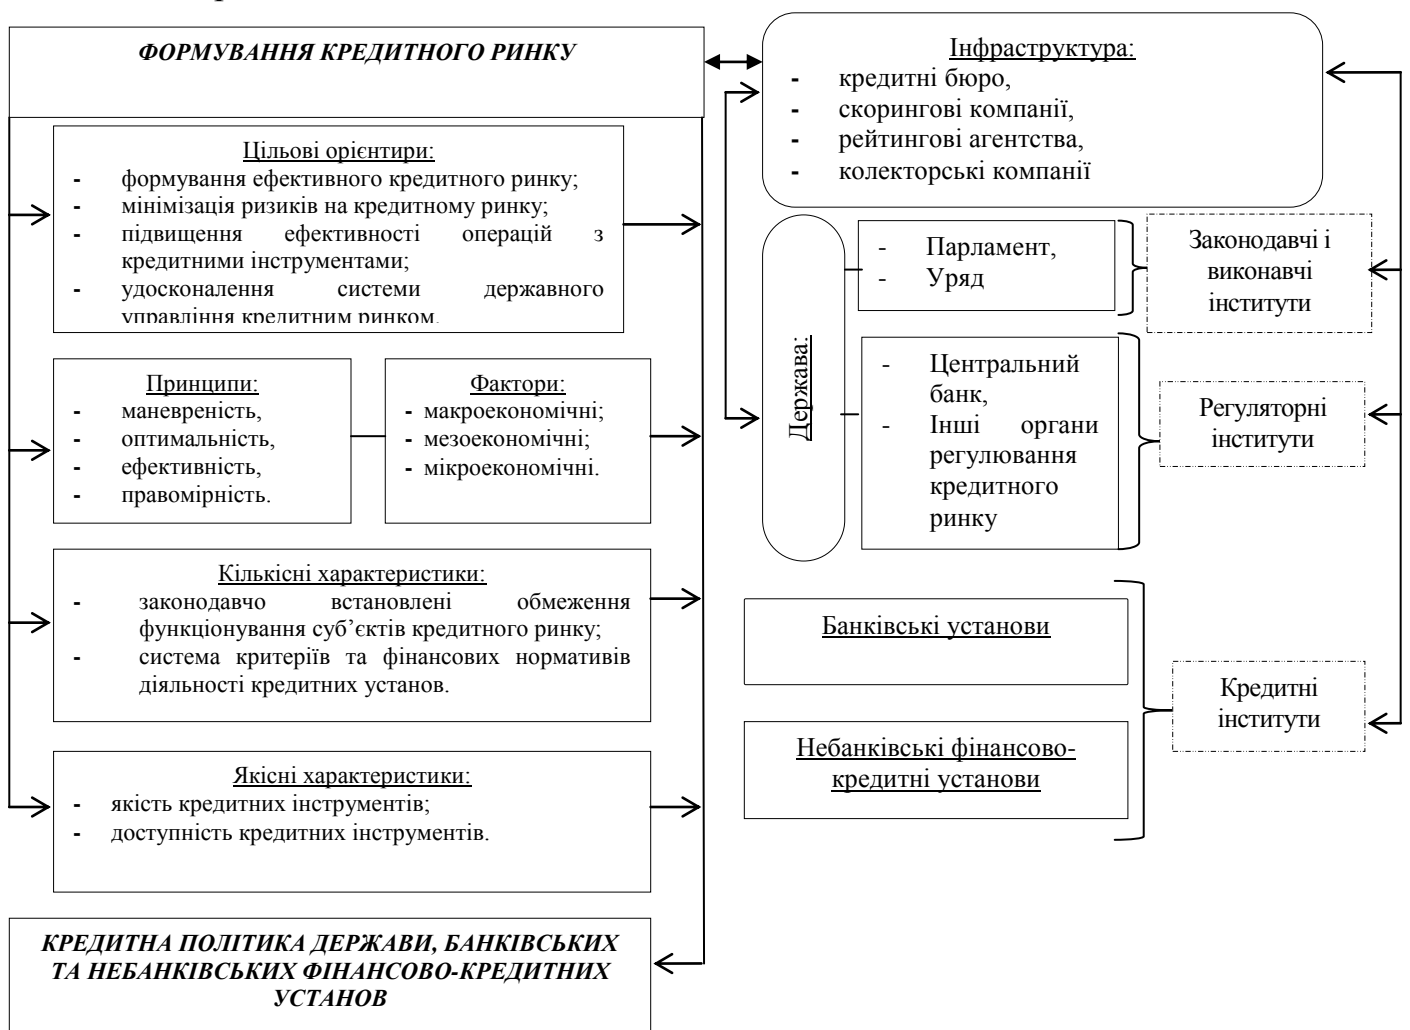 ФОРМУВАННЯ КРЕДИТНОГО РИНКУ
Цільові орієнтири:
- формування ефективного кредитного ринку;
- мінімізація ризиків на кредитному ринку;
- підвищення ефективності операцій з
кредитними інструментами;
- удосконалення системи державного
управління кредитним ринком.
Принципи:
- маневреність,
- оптимальність,
- ефективність,
- правомірність.
Фактори:
- макроекономічні;
- мезоекономічні;
- мікроекономічні.
Кількісні характеристики:
- законодавчо встановлені обмеження
функціонування суб’єктів кредитного ринку;
- система критеріїв та фінансових нормативів
діяльності кредитних установ.
Якісні характеристики:
- якість кредитних інструментів;
- доступність кредитних інструментів.
КРЕДИТНА ПОЛІТИКА ДЕРЖАВИ, БАНКІВСЬКИХ
ТА НЕБАНКІВСЬКИХ ФІНАНСОВО-КРЕДИТНИХ
УСТАНОВ
Інфраструктура:
- кредитні бюро,
- скорингові компанії,
- рейтингові агентства,
- колекторські компанії
Держава:
- Парламент,
- Уряд
Законодавчі і
виконавчі
інститути
- Центральний
банк,
- Інші органи
регулювання
кредитного
ринку
Регуляторні
інститути
Банківські установи
Небанківські фінансово-
кредитні установи
Кредитні
інститути